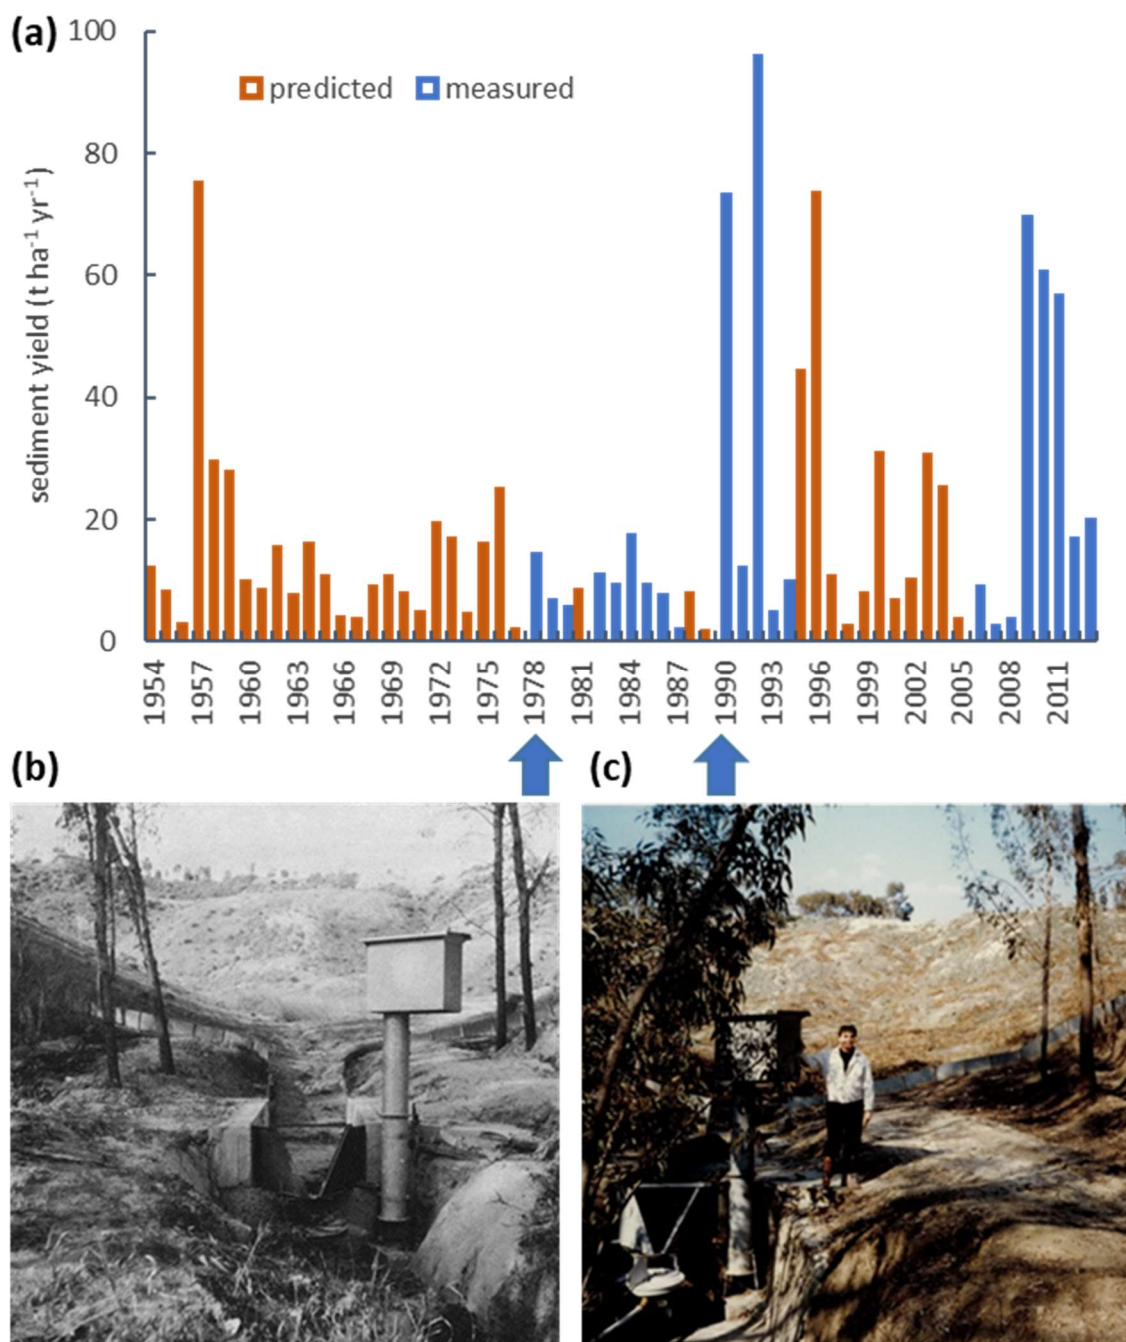 (a)
100
80
60
40
20
0
sediment yield (t ha⁻¹ yr⁻¹)
predicted measured
1954 1957 1960 1963 1966 1969 1972 1975 1978 1981 1984 1987 1990 1993 1996 1999 2002 2005 2008 2011
(b) (c)